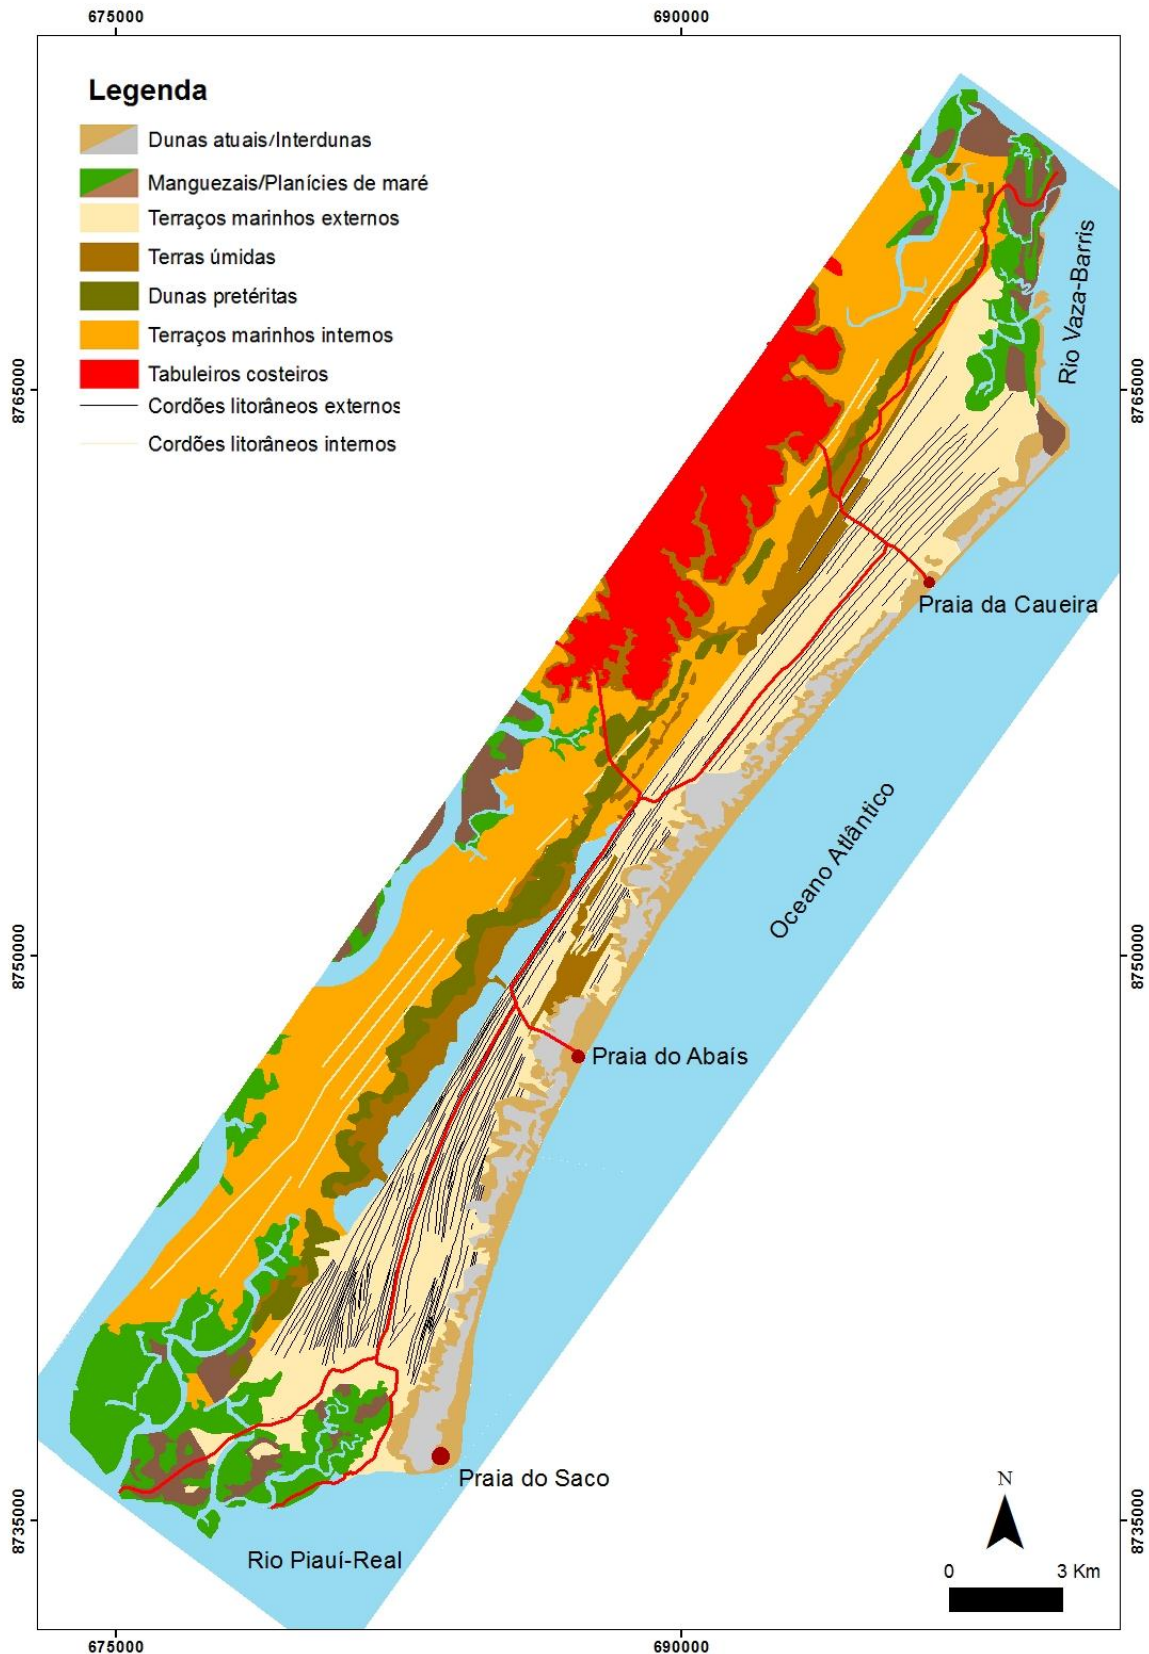 675000
690000
Legenda
Dunas atuais/Interdunas
Manguezais/Planícies de maré
Terraços marinhos externos
Terras úmidas
Dunas pretéritas
Terraços marinhos internos
Tabuleiros costeiros
Cordões litorâneos externos
Cordões litorâneos internos
Rio Vaza-Barris
8765000
8765000
Praia da Caueira
Oceano Atlântico
8750000
8750000
Praia do Abaís
Praia do Saco
N
8735000
8735000
Rio Piauí-Real
0 3 Km
675000
690000